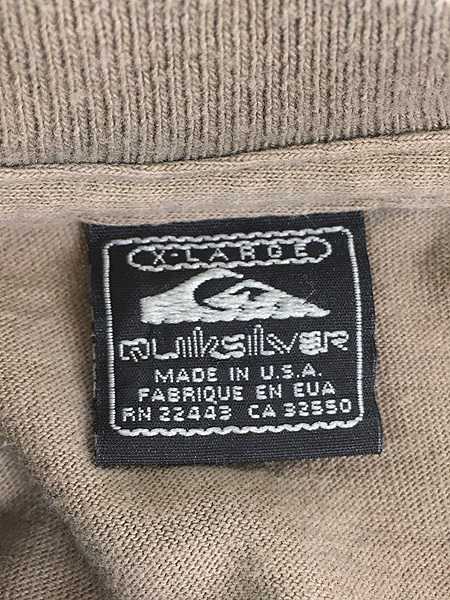 X-LARGE
QUIKSILVER
MADE IN U.S.A.
FABRIQUE EN EUA
RN 22443 CA 32550